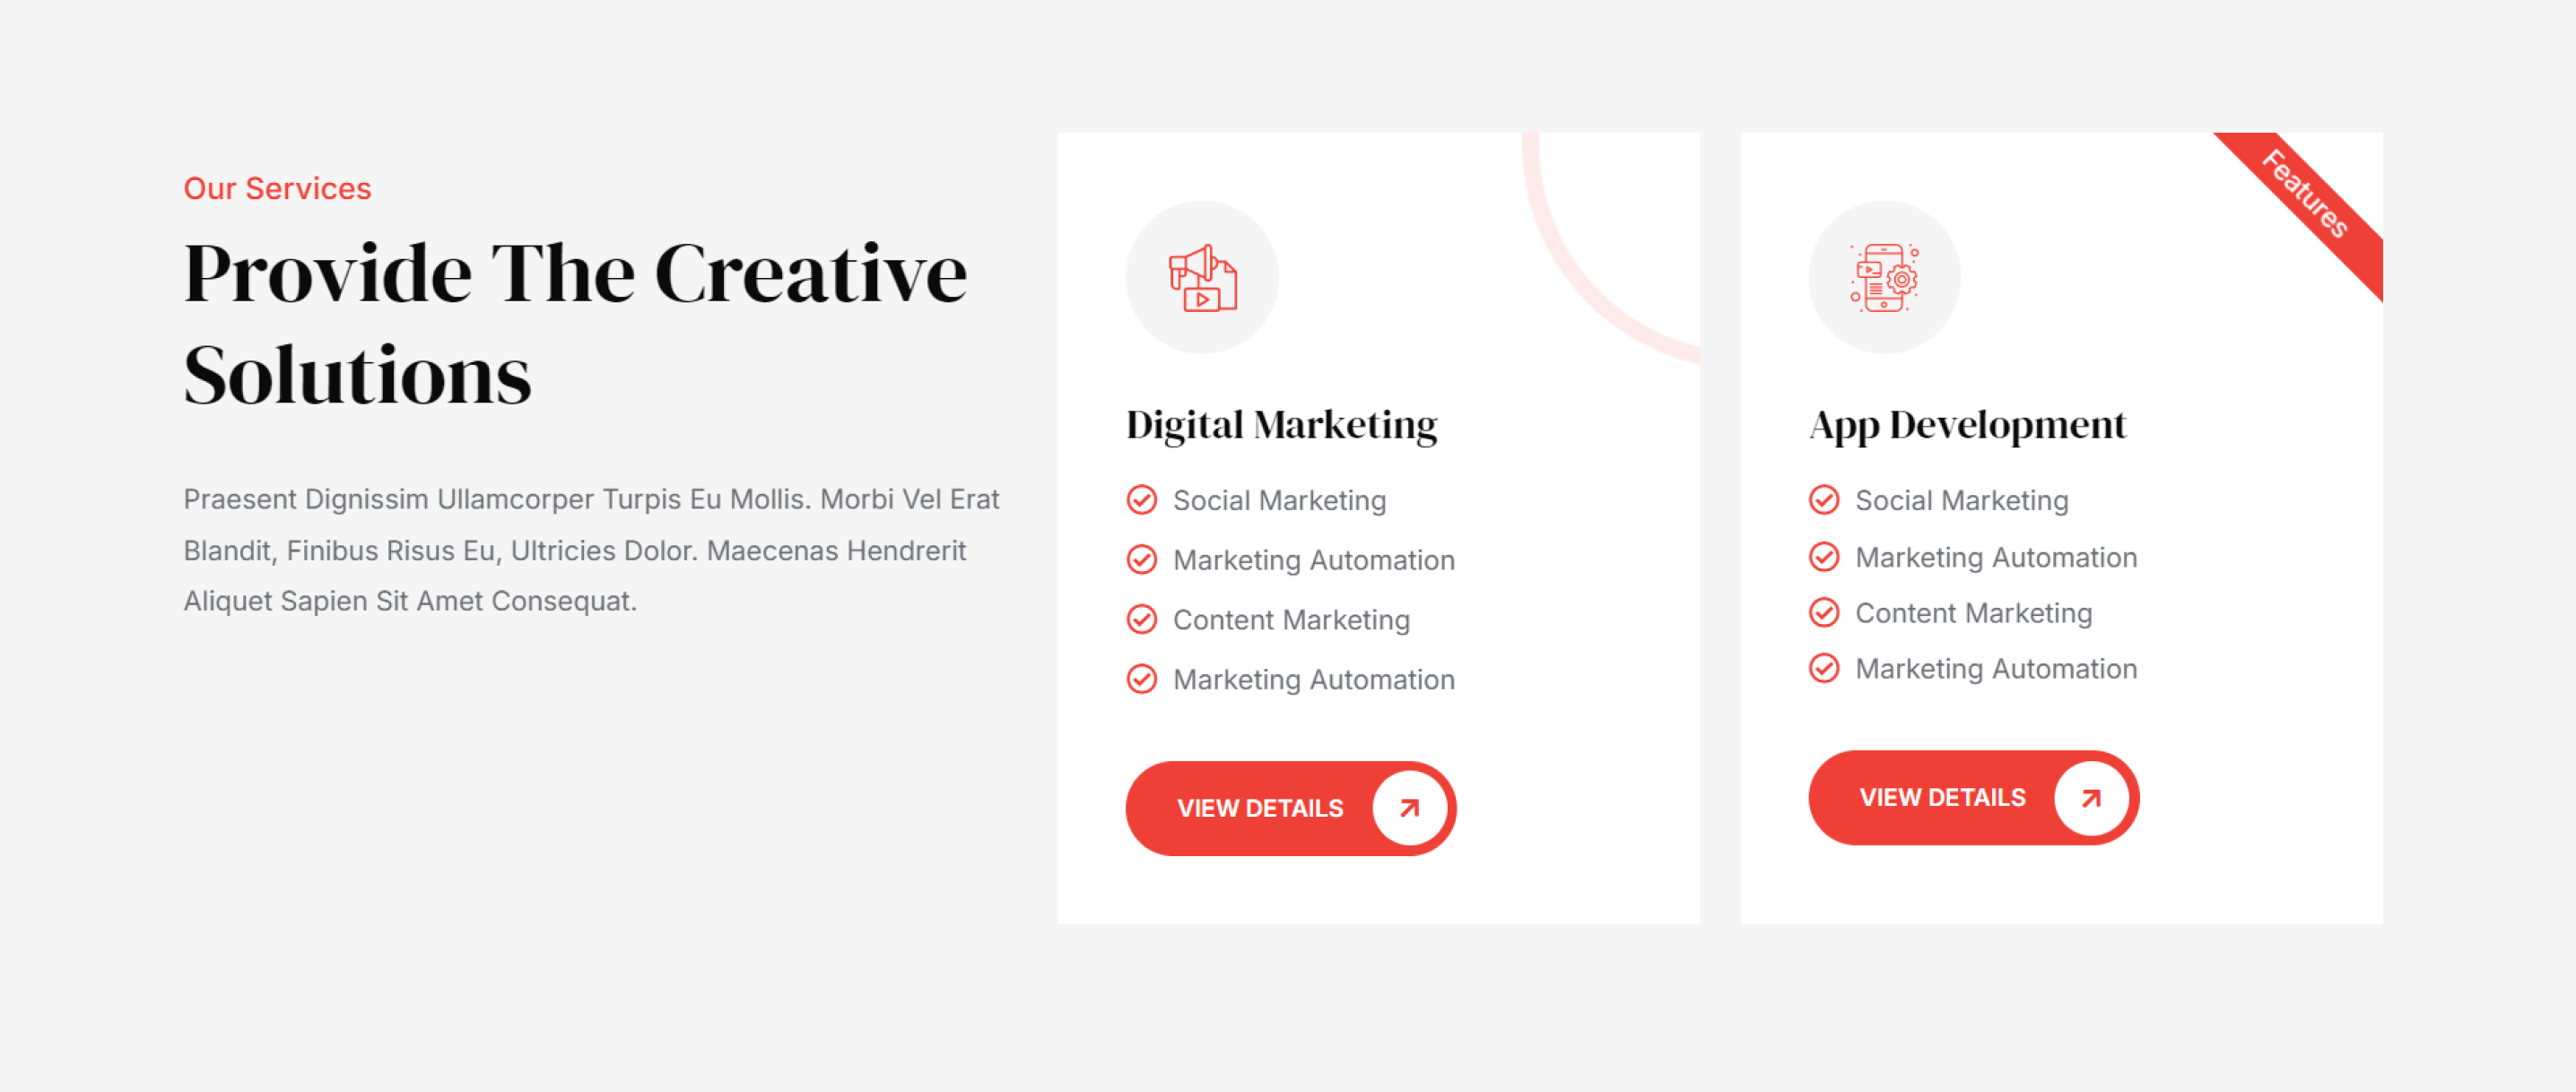 Our Services
Provide The Creative
Solutions
Praesent Dignissim Ullamcorper Turpis Eu Mollis. Morbi Vel Erat
Blandit, Finibus Risus Eu, Ultricies Dolor. Maecenas Hendrerit
Aliquet Sapien Sit Amet Consequat.
Digital Marketing
Social Marketing
Marketing Automation
Content Marketing
Marketing Automation
VIEW DETAILS
Features
App Development
Social Marketing
Marketing Automation
Content Marketing
Marketing Automation
VIEW DETAILS